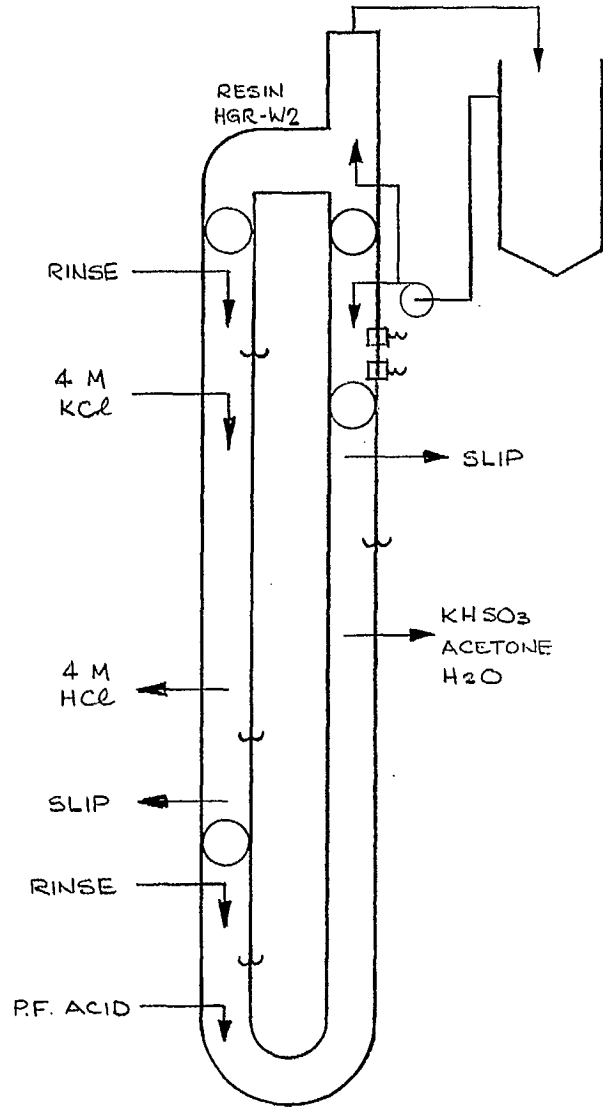 RESIN
HGR-W2
RINSE
4 M
KCl
SLIP
KHSO3
ACETONE
H2O
4 M
HCl
SLIP
RINSE
P.F. ACID